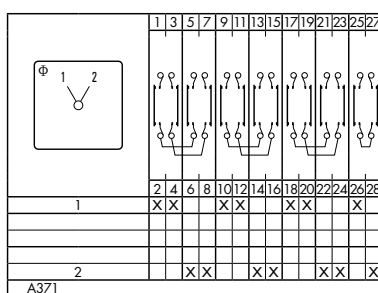 1 3 5 7 9 11 13 15 17 19 21 23 25 27
Φ 1 2
2 4 6 8 10 12 14 16 18 20 22 24 26 28
1 X X X X X X X
2 X X X X X X X
A371